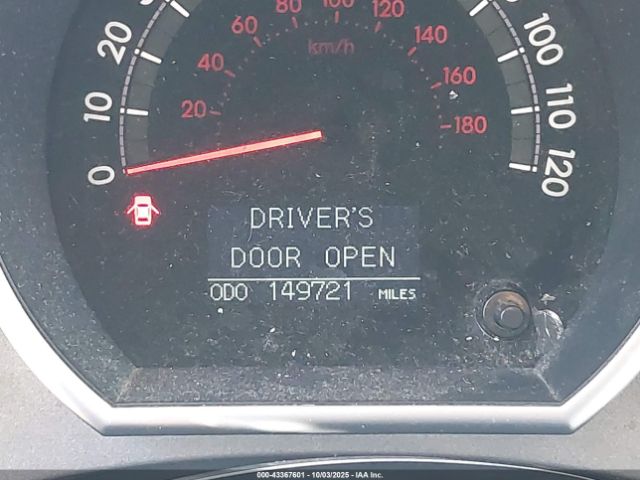 80 100 120
60 km/h 140
40 160
20 180
20 100
10 110
0 120
DRIVER'S
DOOR OPEN
ODO 149721 MILES
000-43367601 - 10/03/2025 - IAA Inc.